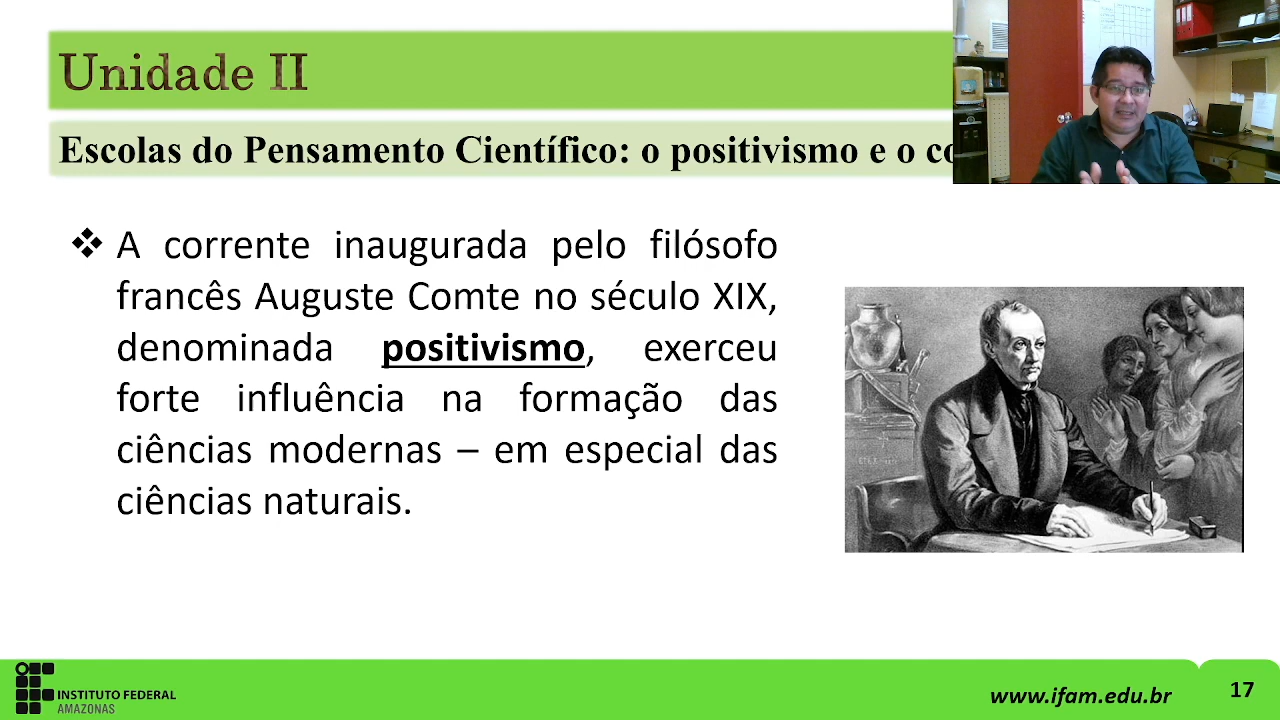 Unidade II
Escolas do Pensamento Científico: o positivismo e o
❖ A corrente inaugurada pelo filósofo
francês Auguste Comte no século XIX,
denominada positivismo, exerceu
forte influência na formação das
ciências modernas – em especial das
ciências naturais.
INSTITUTO FEDERAL
AMAZONAS
www.ifam.edu.br
17